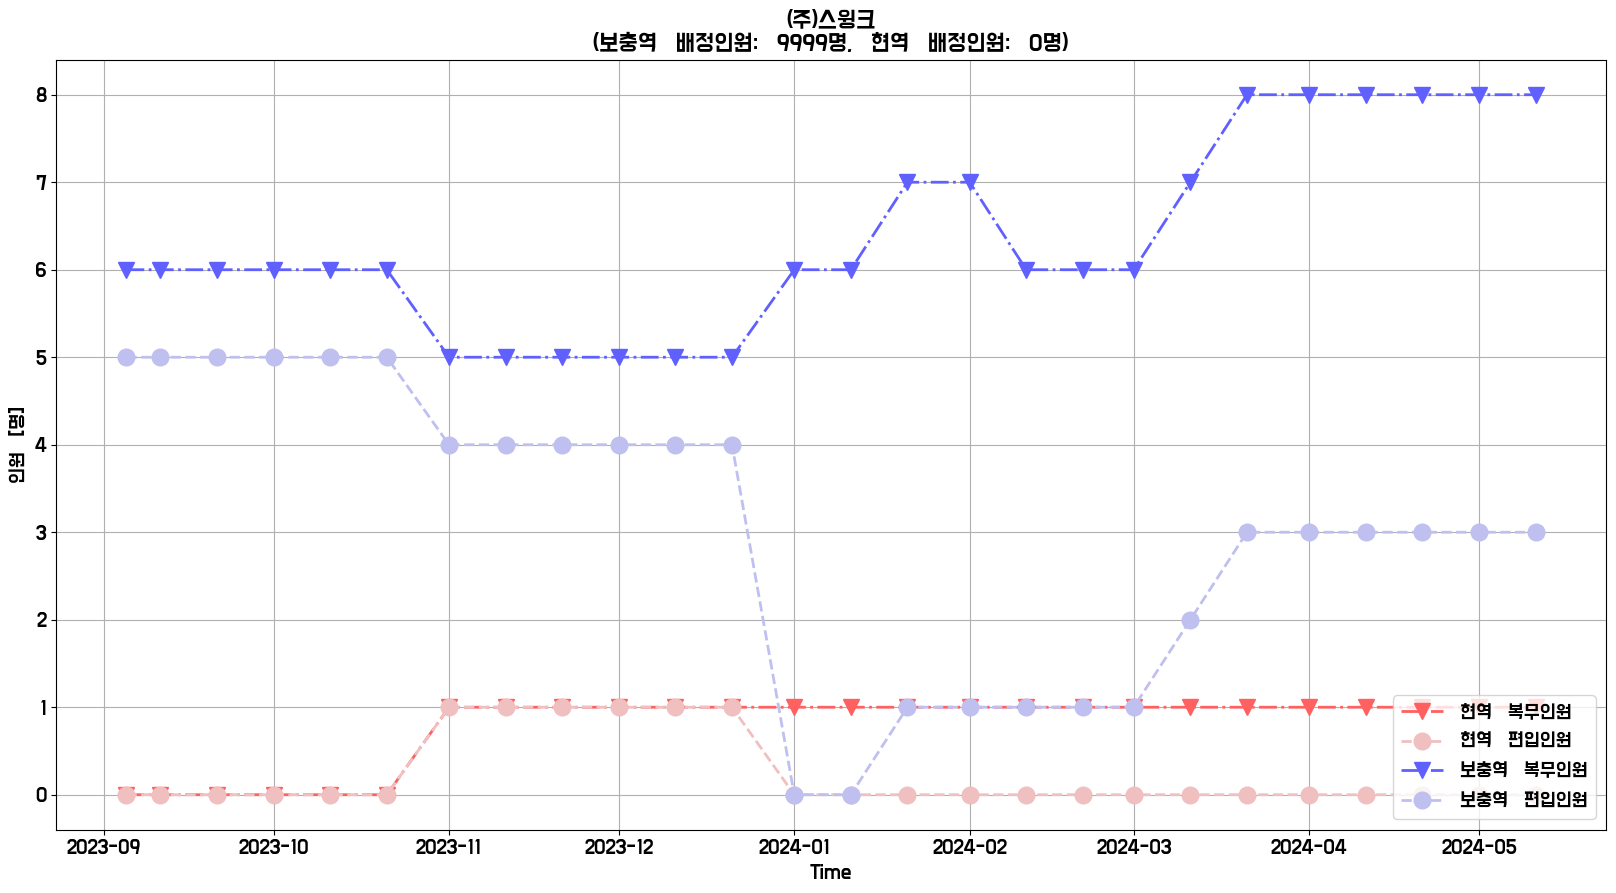 (주)스윙크
(보충역 배정인원: 9999명, 현역 배정인원: 0명)
인원 [명]
8
7
6
5
4
3
2
1
0
현역 복무인원
현역 편입인원
보충역 복무인원
보충역 편입인원
2023-09 2023-10 2023-11 2023-12 2024-01 2024-02 2024-03 2024-04 2024-05
Time